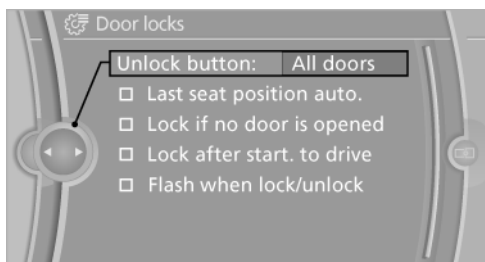 Door locks
Unlock button: All doors
Last seat position auto.
Lock if no door is opened
Lock after start. to drive
Flash when lock/unlock